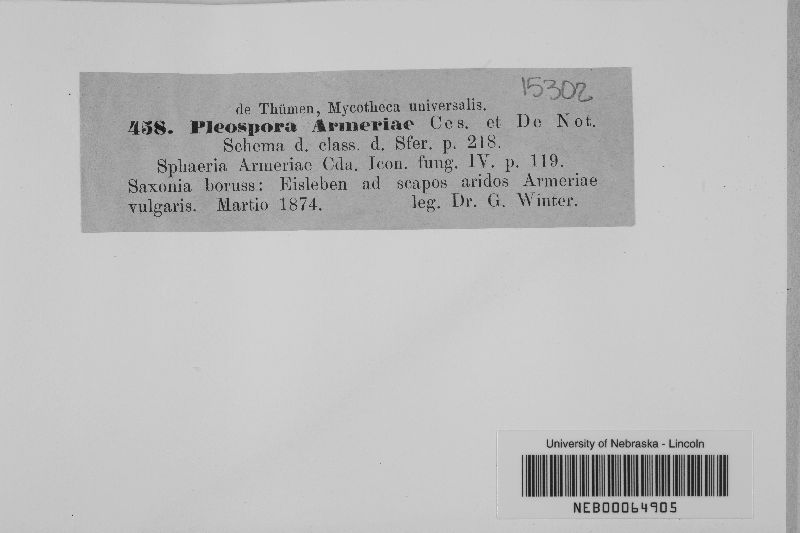 15302
de Thümen, Mycotheca universalis.
458. Pleospora Armeriae Ces. et De Not.
Schema d. class. d. Sfer. p. 218.
Sphaeria Armeriae Cda. Icon. fung. IV. p. 119.
Saxonia boruss: Eisleben ad scapos aridos Armeriae
vulgaris. Martio 1874. leg. Dr. G. Winter.
University of Nebraska - Lincoln
NEB00064905